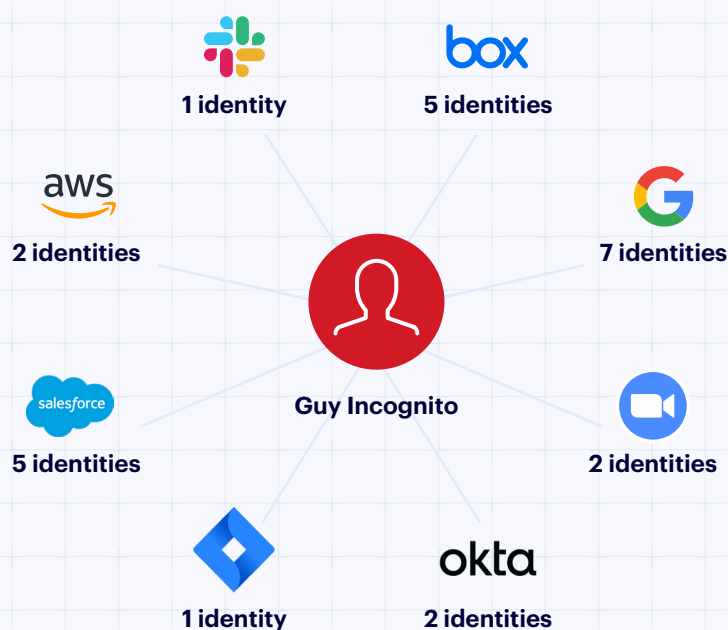 box
1 identity
5 identities
aws
G
2 identities
7 identities
Guy Incognito
salesforce
5 identities
2 identities
okta
1 identity
2 identities